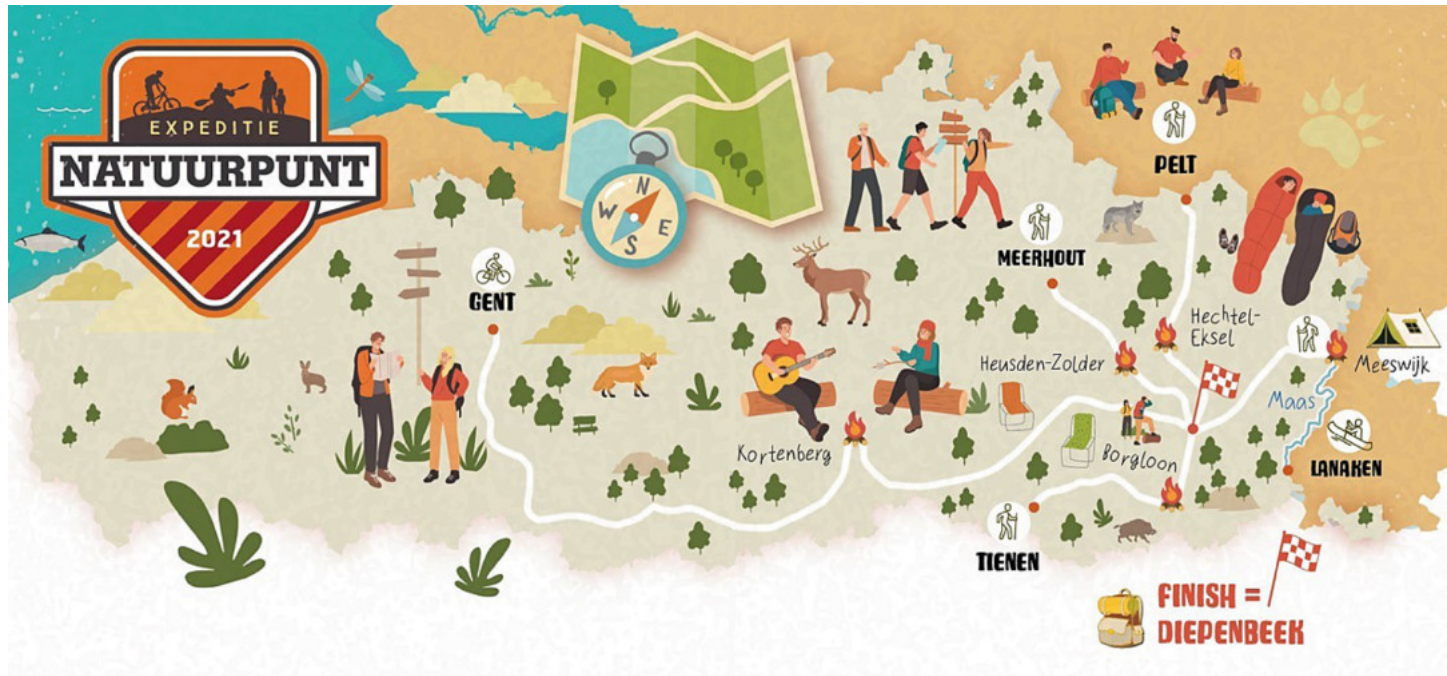 EXPEDITIE
NATUURPUNT
2021
N
W E
S
PELT
MEERHOUT
GENT
Hechtel-
Eksel
Heusden-Zolder
Meeswijk
Maas
Kortenberg
Borgloon
LANAKEN
TIENEN
FINISH =
DIEPENBEEK